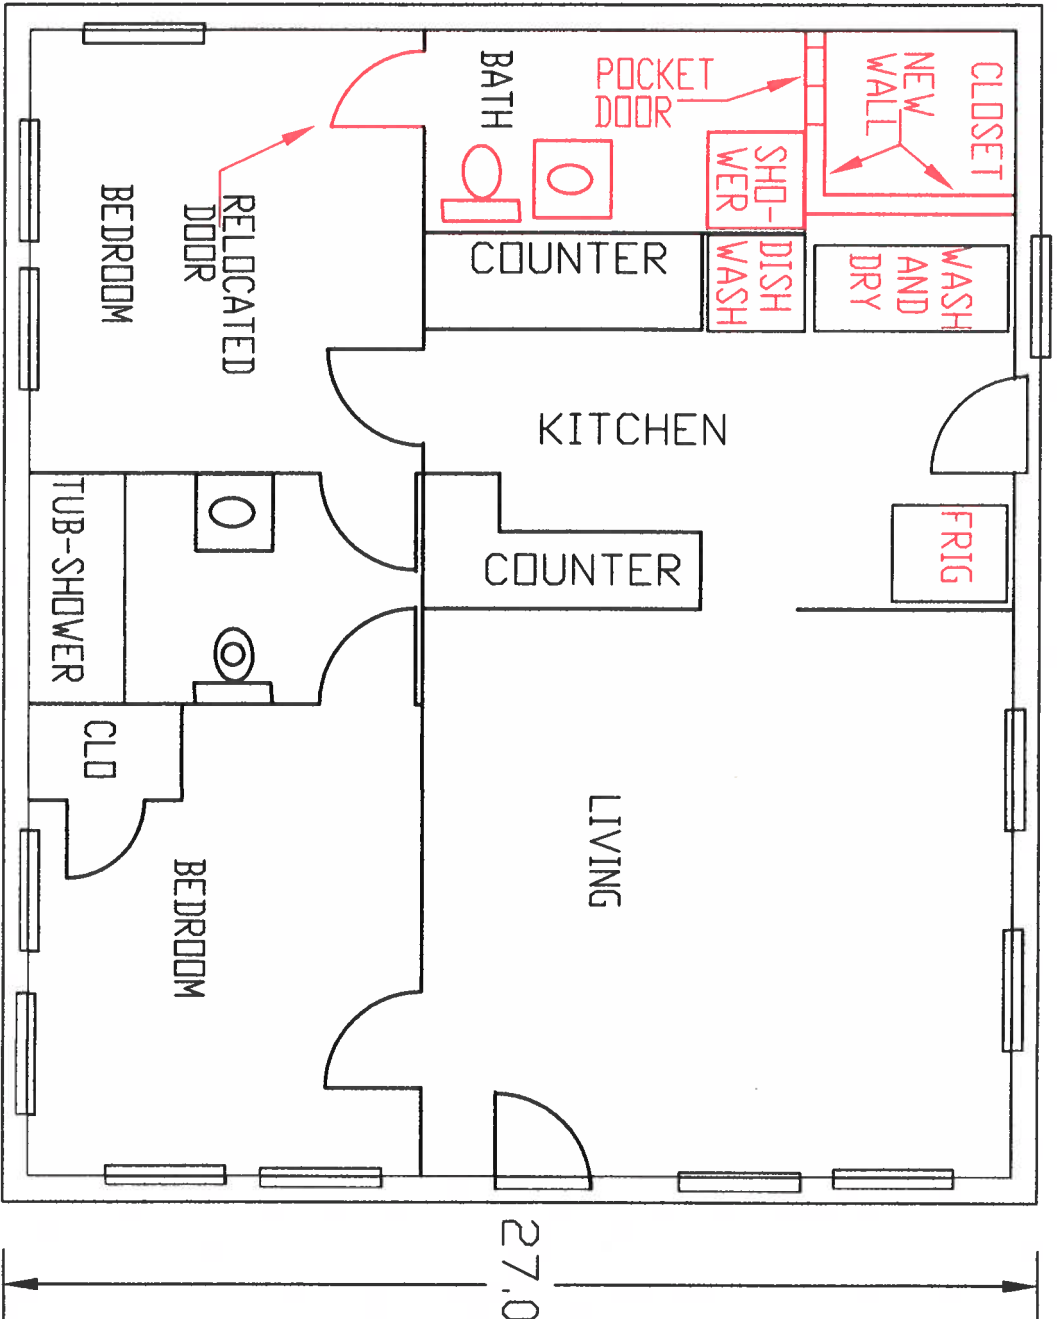 BATH
POCKET
DOOR
NEW
WALL
CLOSET
SHO-
WER
RELOCATED
DOOR
BEDROOM
COUNTER
DISH
WASH
WASH
AND
DRY
KITCHEN
FRIG
COUNTER
TUB-SHOWER
CLO
LIVING
BEDROOM
27.0